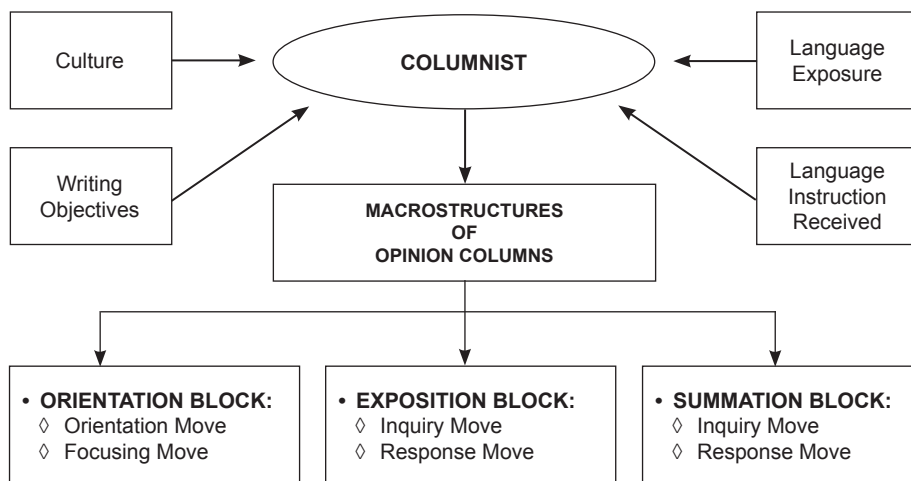 Culture
COLUMNIST
Language
Exposure
Writing
Objectives
Language
Instruction
Received
MACROSTRUCTURES
OF
OPINION COLUMNS
• ORIENTATION BLOCK:
◊ Orientation Move
◊ Focusing Move
• EXPOSITION BLOCK:
◊ Inquiry Move
◊ Response Move
• SUMMATION BLOCK:
◊ Inquiry Move
◊ Response Move